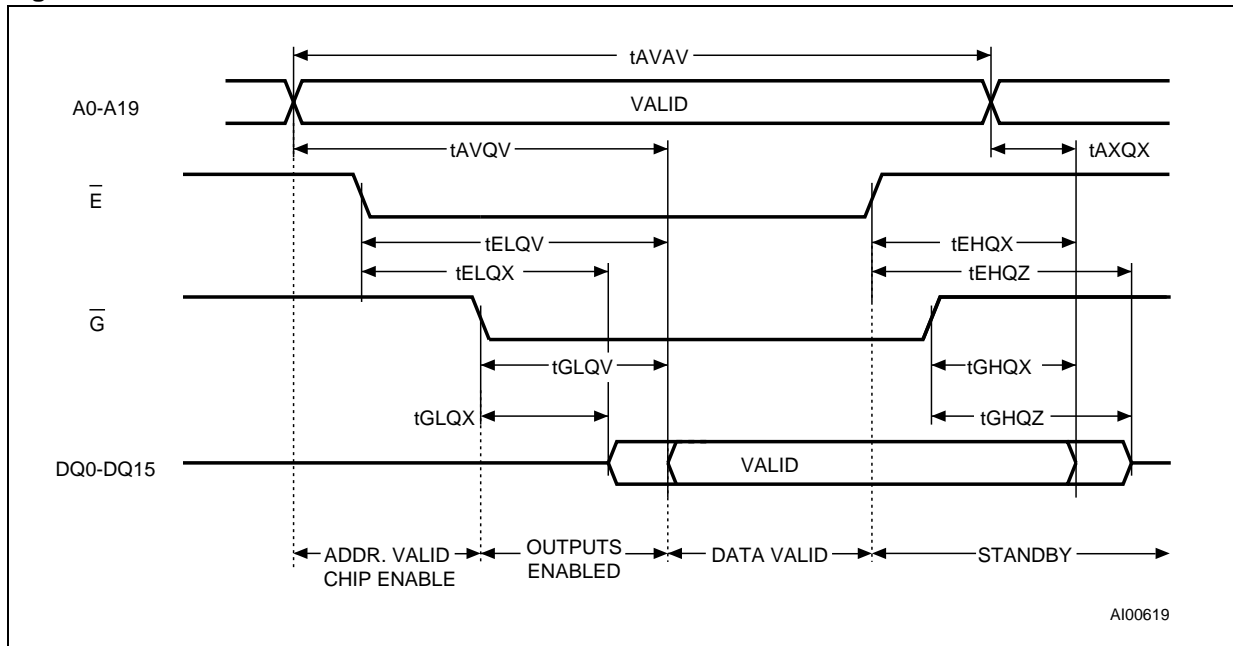 tAVAV
A0-A19
VALID
tAVQV
tAXQX
E
tELQV
tEHQX
tELQX
tEHQZ
G
tGLQV
tGHQX
tGLQX
tGHQZ
DQ0-DQ15
VALID
ADDR. VALID
CHIP ENABLE
OUTPUTS
ENABLED
DATA VALID
STANDBY
AI00619